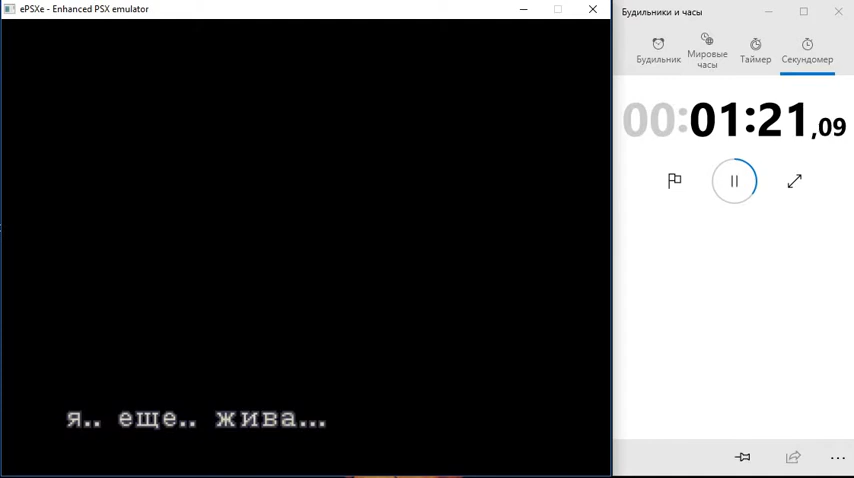 ePSXe - Enhanced PSX emulator
Будильники и часы
Будильник
Мировые
часы
Таймер
Секундомер
00:01:21,09
я.. еще.. жива...